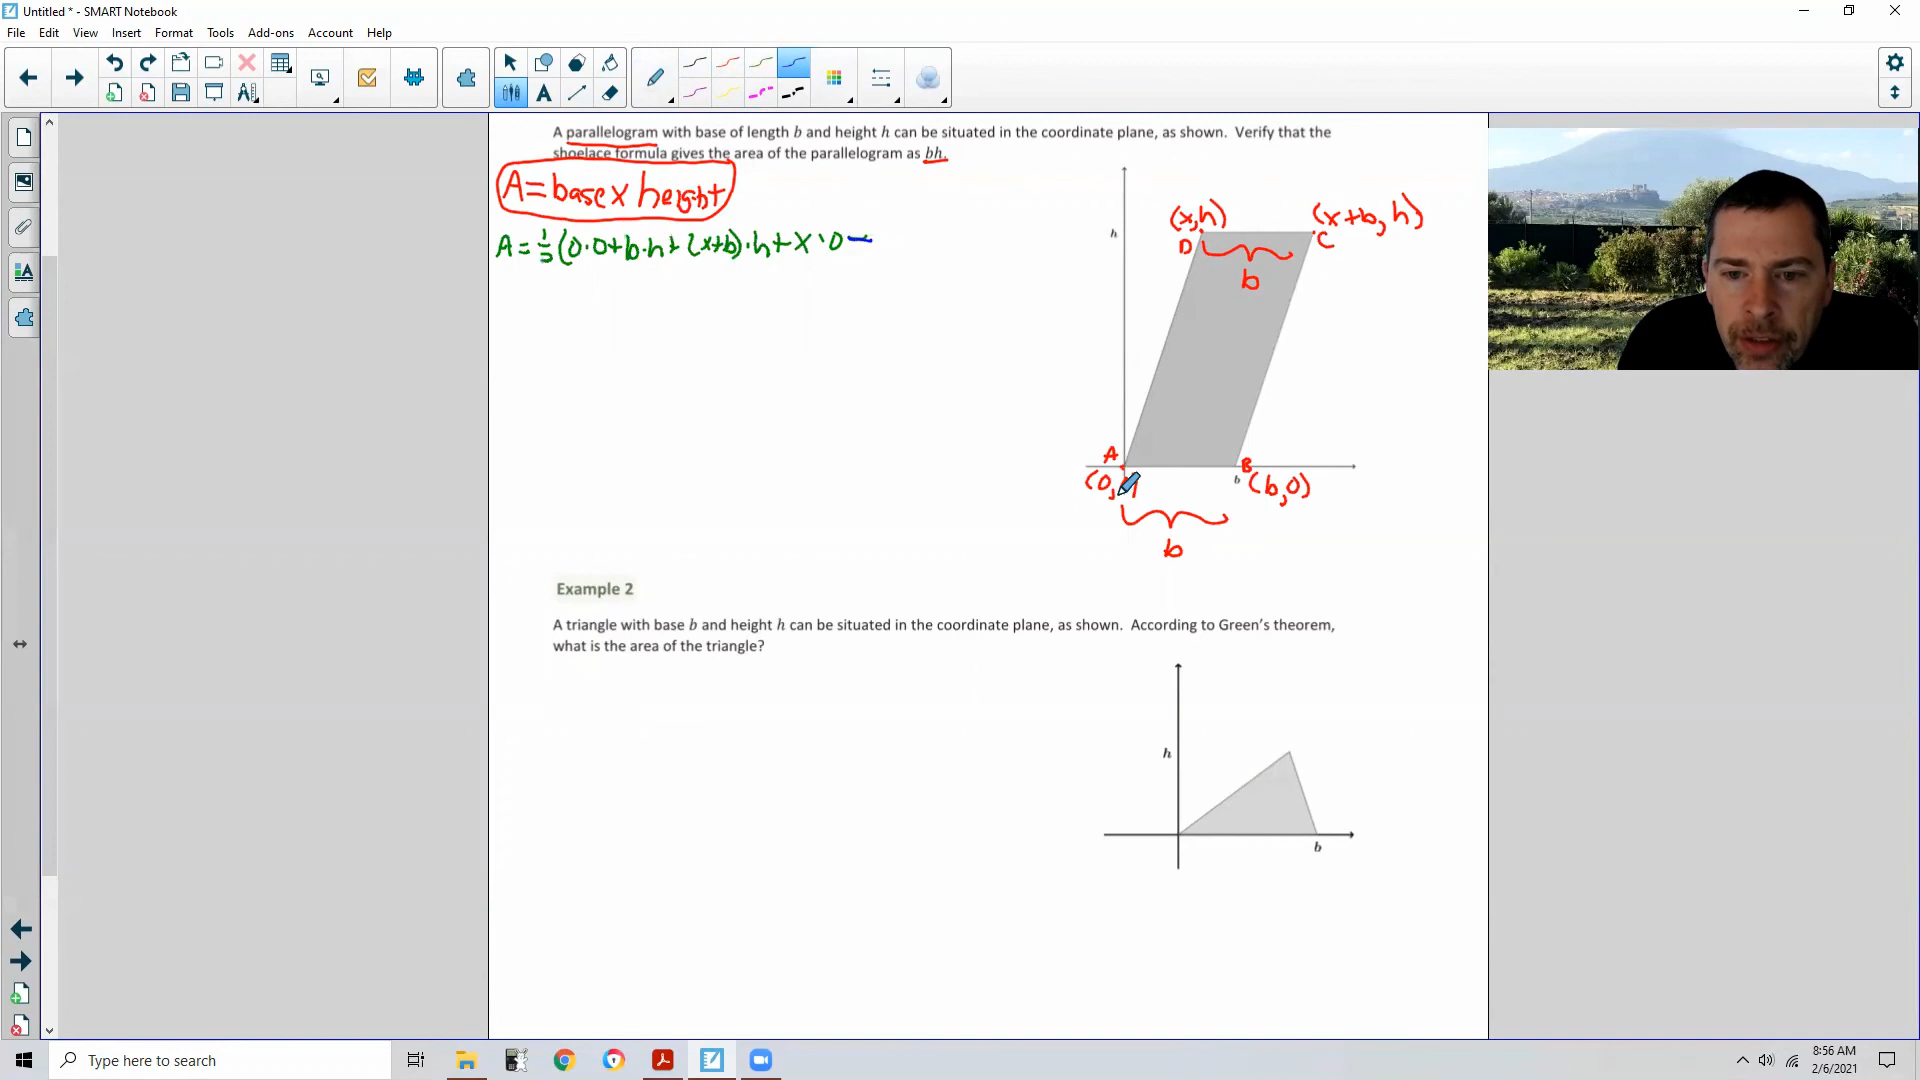 Untitled * - SMART Notebook
File Edit View Insert Format Tools Add-ons Account Help
A parallelogram with base of length b and height h can be situated in the coordinate plane, as shown. Verify that the
shoelace formula gives the area of the parallelogram as bh.
A = base x height
A = 1/2 (0·0+b·h+(x+b)·h+x·0 −
(x,h)
(x+b, h)
h
D
C
b
A
B
(0,
b
(b,0)
b
Example 2
A triangle with base b and height h can be situated in the coordinate plane, as shown. According to Green's theorem,
what is the area of the triangle?
h
b
Type here to search
8:56 AM
2/6/2021